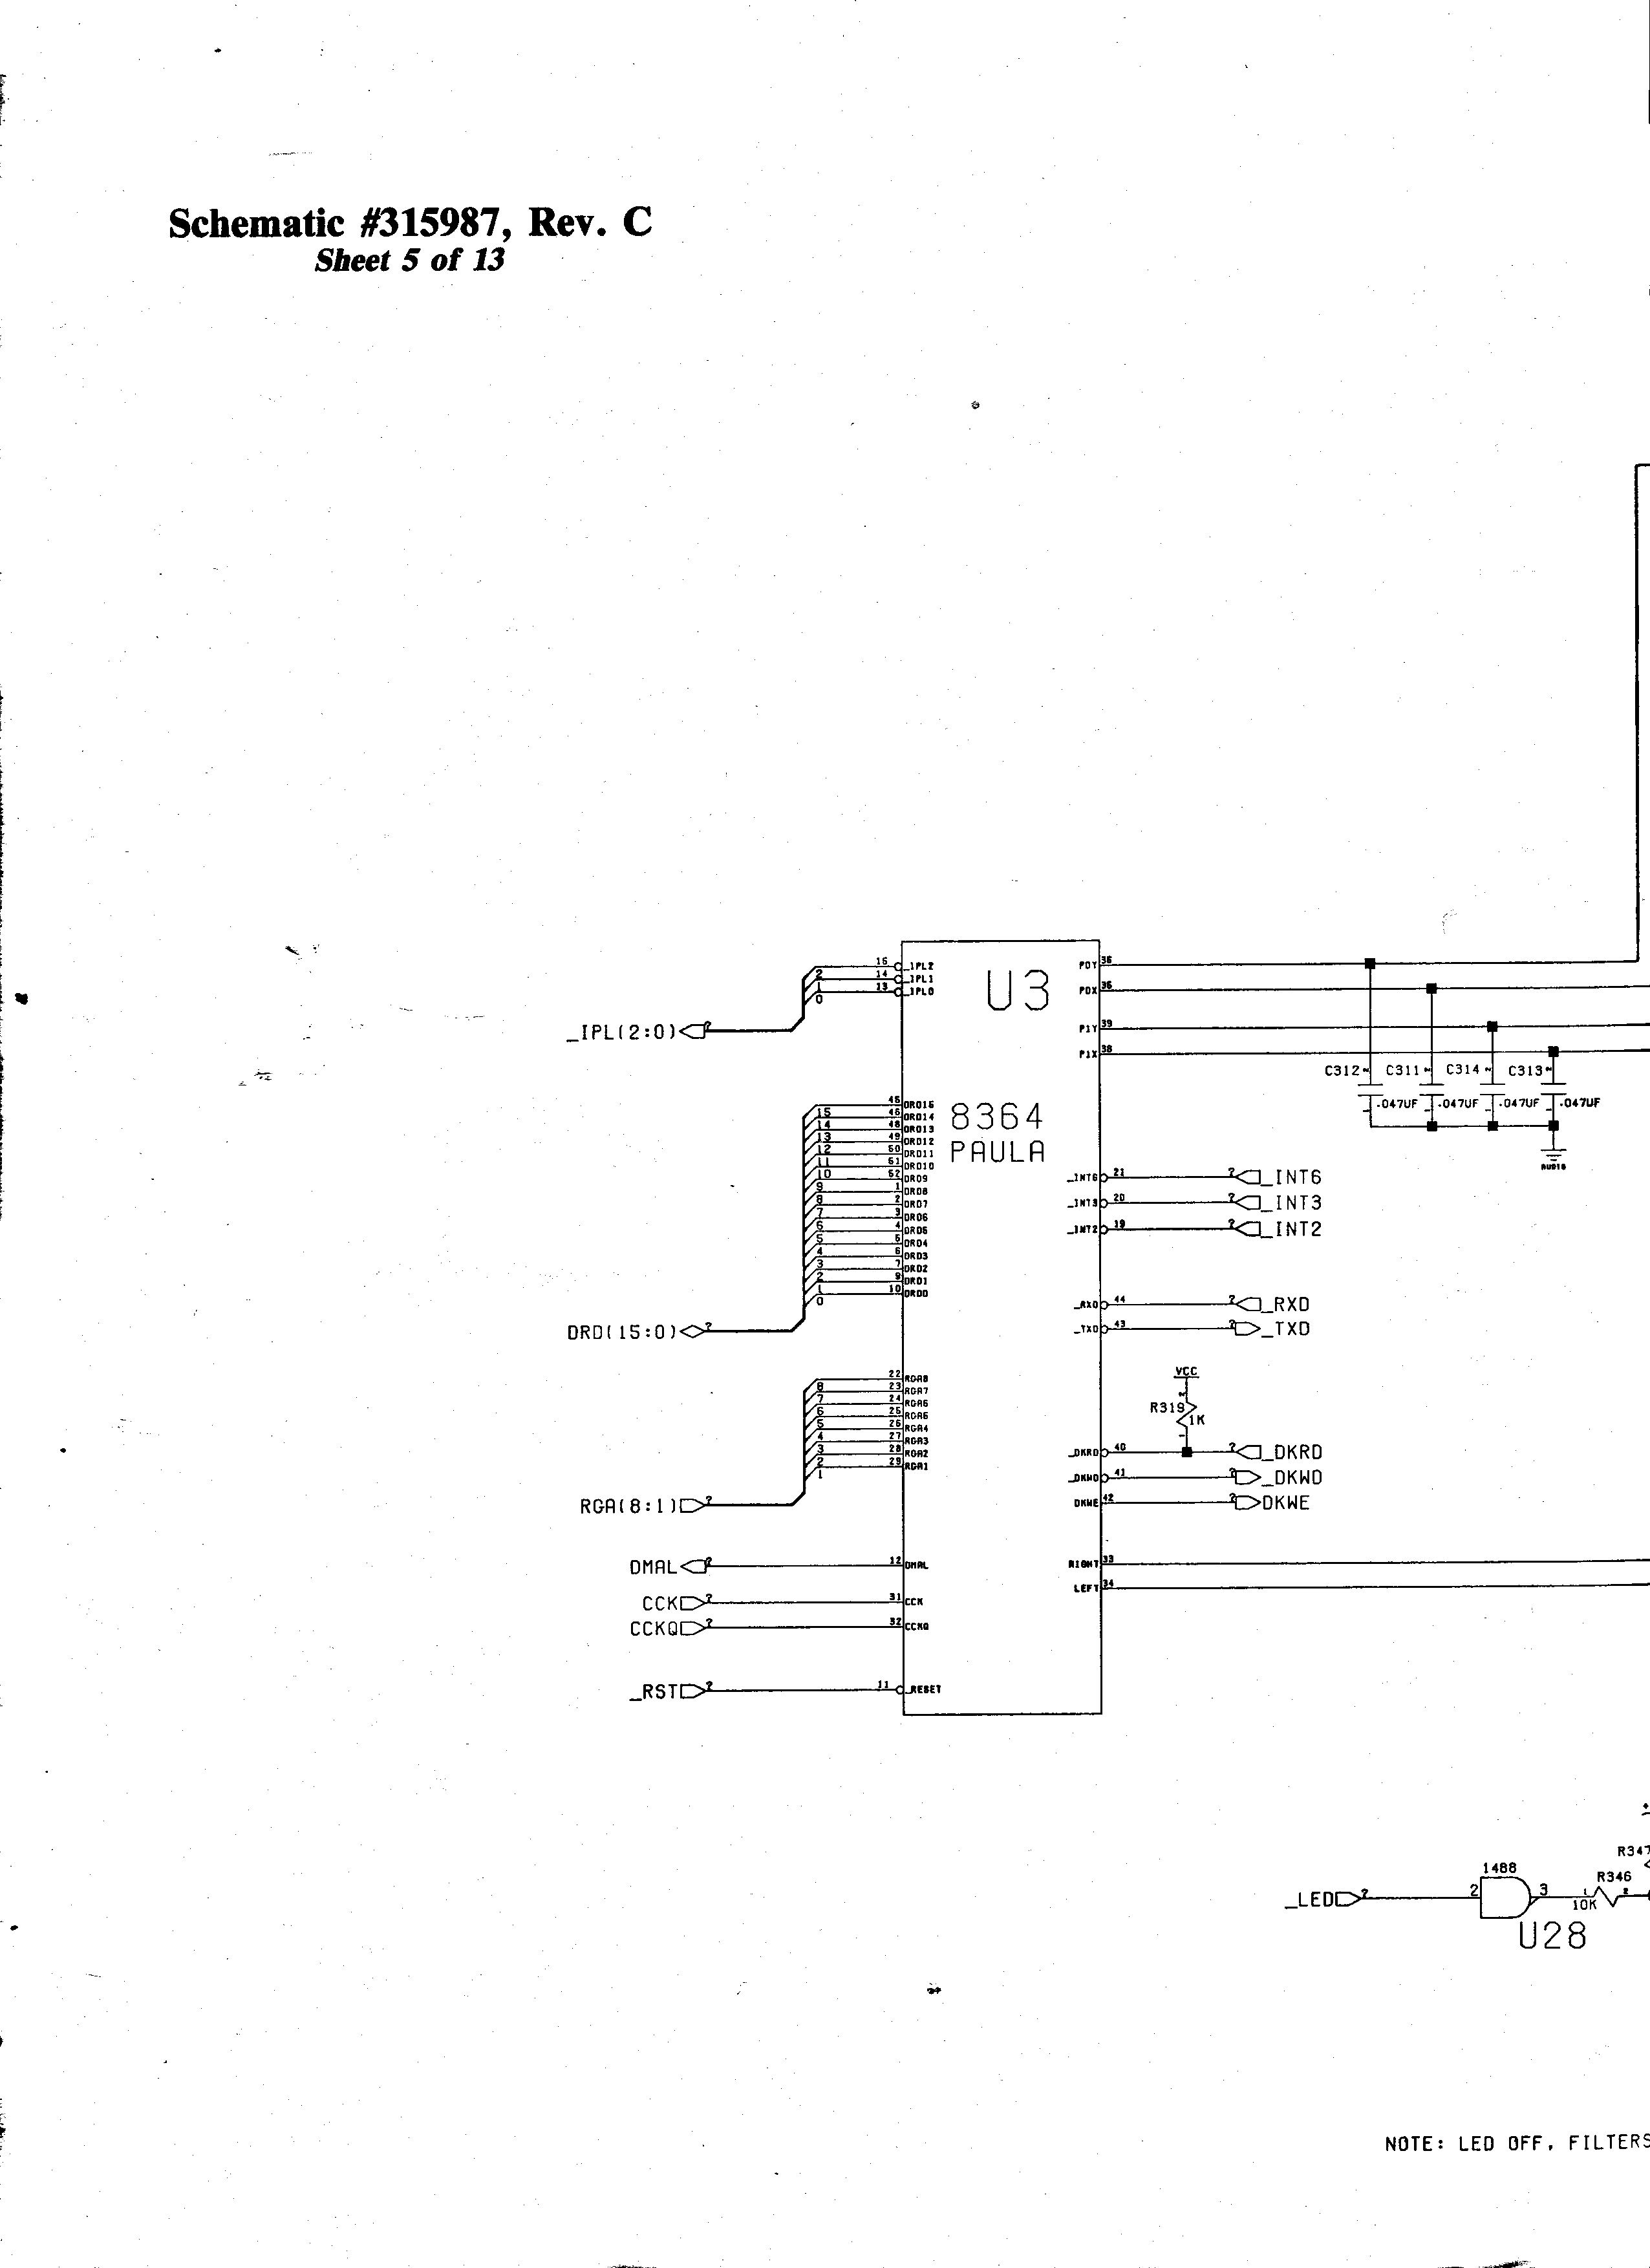 Schematic #315987, Rev. C
Sheet 5 of 13
U3
8364
PAULA
_IPL(2:0)
15 _IPL2
14 _IPL1
13 _IPL0
2
1
0
DRD(15:0)
45 DRD15
46 DRD14
48 DRD13
49 DRD12
50 DRD11
51 DRD10
52 DRD9
1 DRD8
2 DRD7
3 DRD6
4 DRD5
5 DRD4
6 DRD3
7 DRD2
9 DRD1
10 DRD0
15
14
13
12
11
10
9
8
7
6
5
4
3
2
1
0
RGA(8:1)
22 RGA8
23 RGA7
24 RGA6
25 RGA5
26 RGA4
27 RGA3
28 RGA2
29 RGA1
8
7
6
5
4
3
2
1
DMAL 12 DMAL
CCK 31 CCK
CCKQ 32 CCKQ
_RST 11 _RESET
P0Y 36
P0X 35
P1Y 39
P1X 38
C312 C311 C314 C313
.047UF .047UF .047UF .047UF
AUDIO
_INT6 21 _INT6
_INT3 20 _INT3
_INT2 19 _INT2
_RXD 44 _RXD
_TXD 43 _TXD
VCC
R319
1K
_DKRD 40 _DKRD
_DKWD 41 _DKWD
DKWE 42 DKWE
RIGHT 33
LEFT 34
R347
1488
R346
_LED 2 3 1 2
10K
U28
NOTE: LED OFF, FILTERS